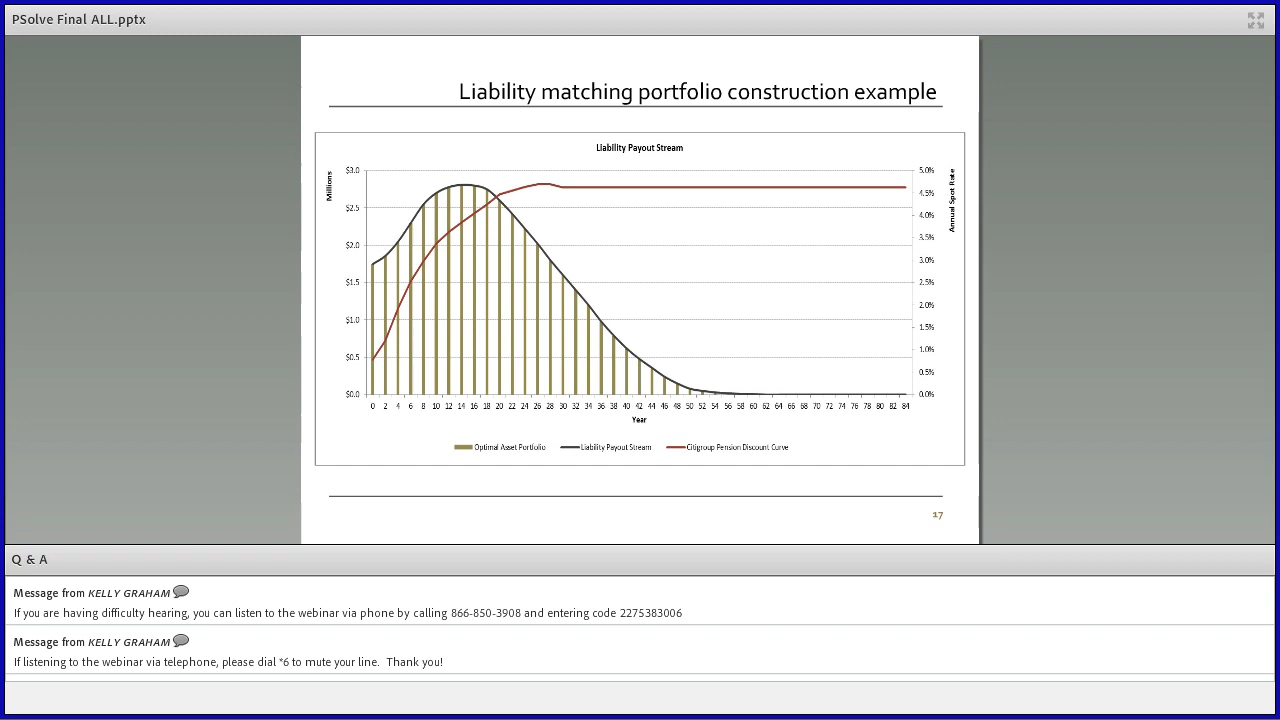 PSolve Final ALL.pptx
Liability matching portfolio construction example
Liability Payout Stream
Millions
$3.0
$2.5
$2.0
$1.5
$1.0
$0.5
$0.0
5.0%
4.5%
4.0%
3.5%
3.0%
2.5%
2.0%
1.5%
1.0%
0.5%
0.0%
Annual Spot Rate
0 2 4 6 8 10 12 14 16 18 20 22 24 26 28 30 32 34 36 38 40 42 44 46 48 50 52 54 56 58 60 62 64 66 68 70 72 74 76 78 80 82 84
Year
Optimal Asset Portfolio Liability Payout Stream Citigroup Pension Discount Curve
17
Q & A
Message from KELLY GRAHAM
If you are having difficulty hearing, you can listen to the webinar via phone by calling 866-850-3908 and entering code 2275383006
Message from KELLY GRAHAM
If listening to the webinar via telephone, please dial *6 to mute your line.  Thank you!